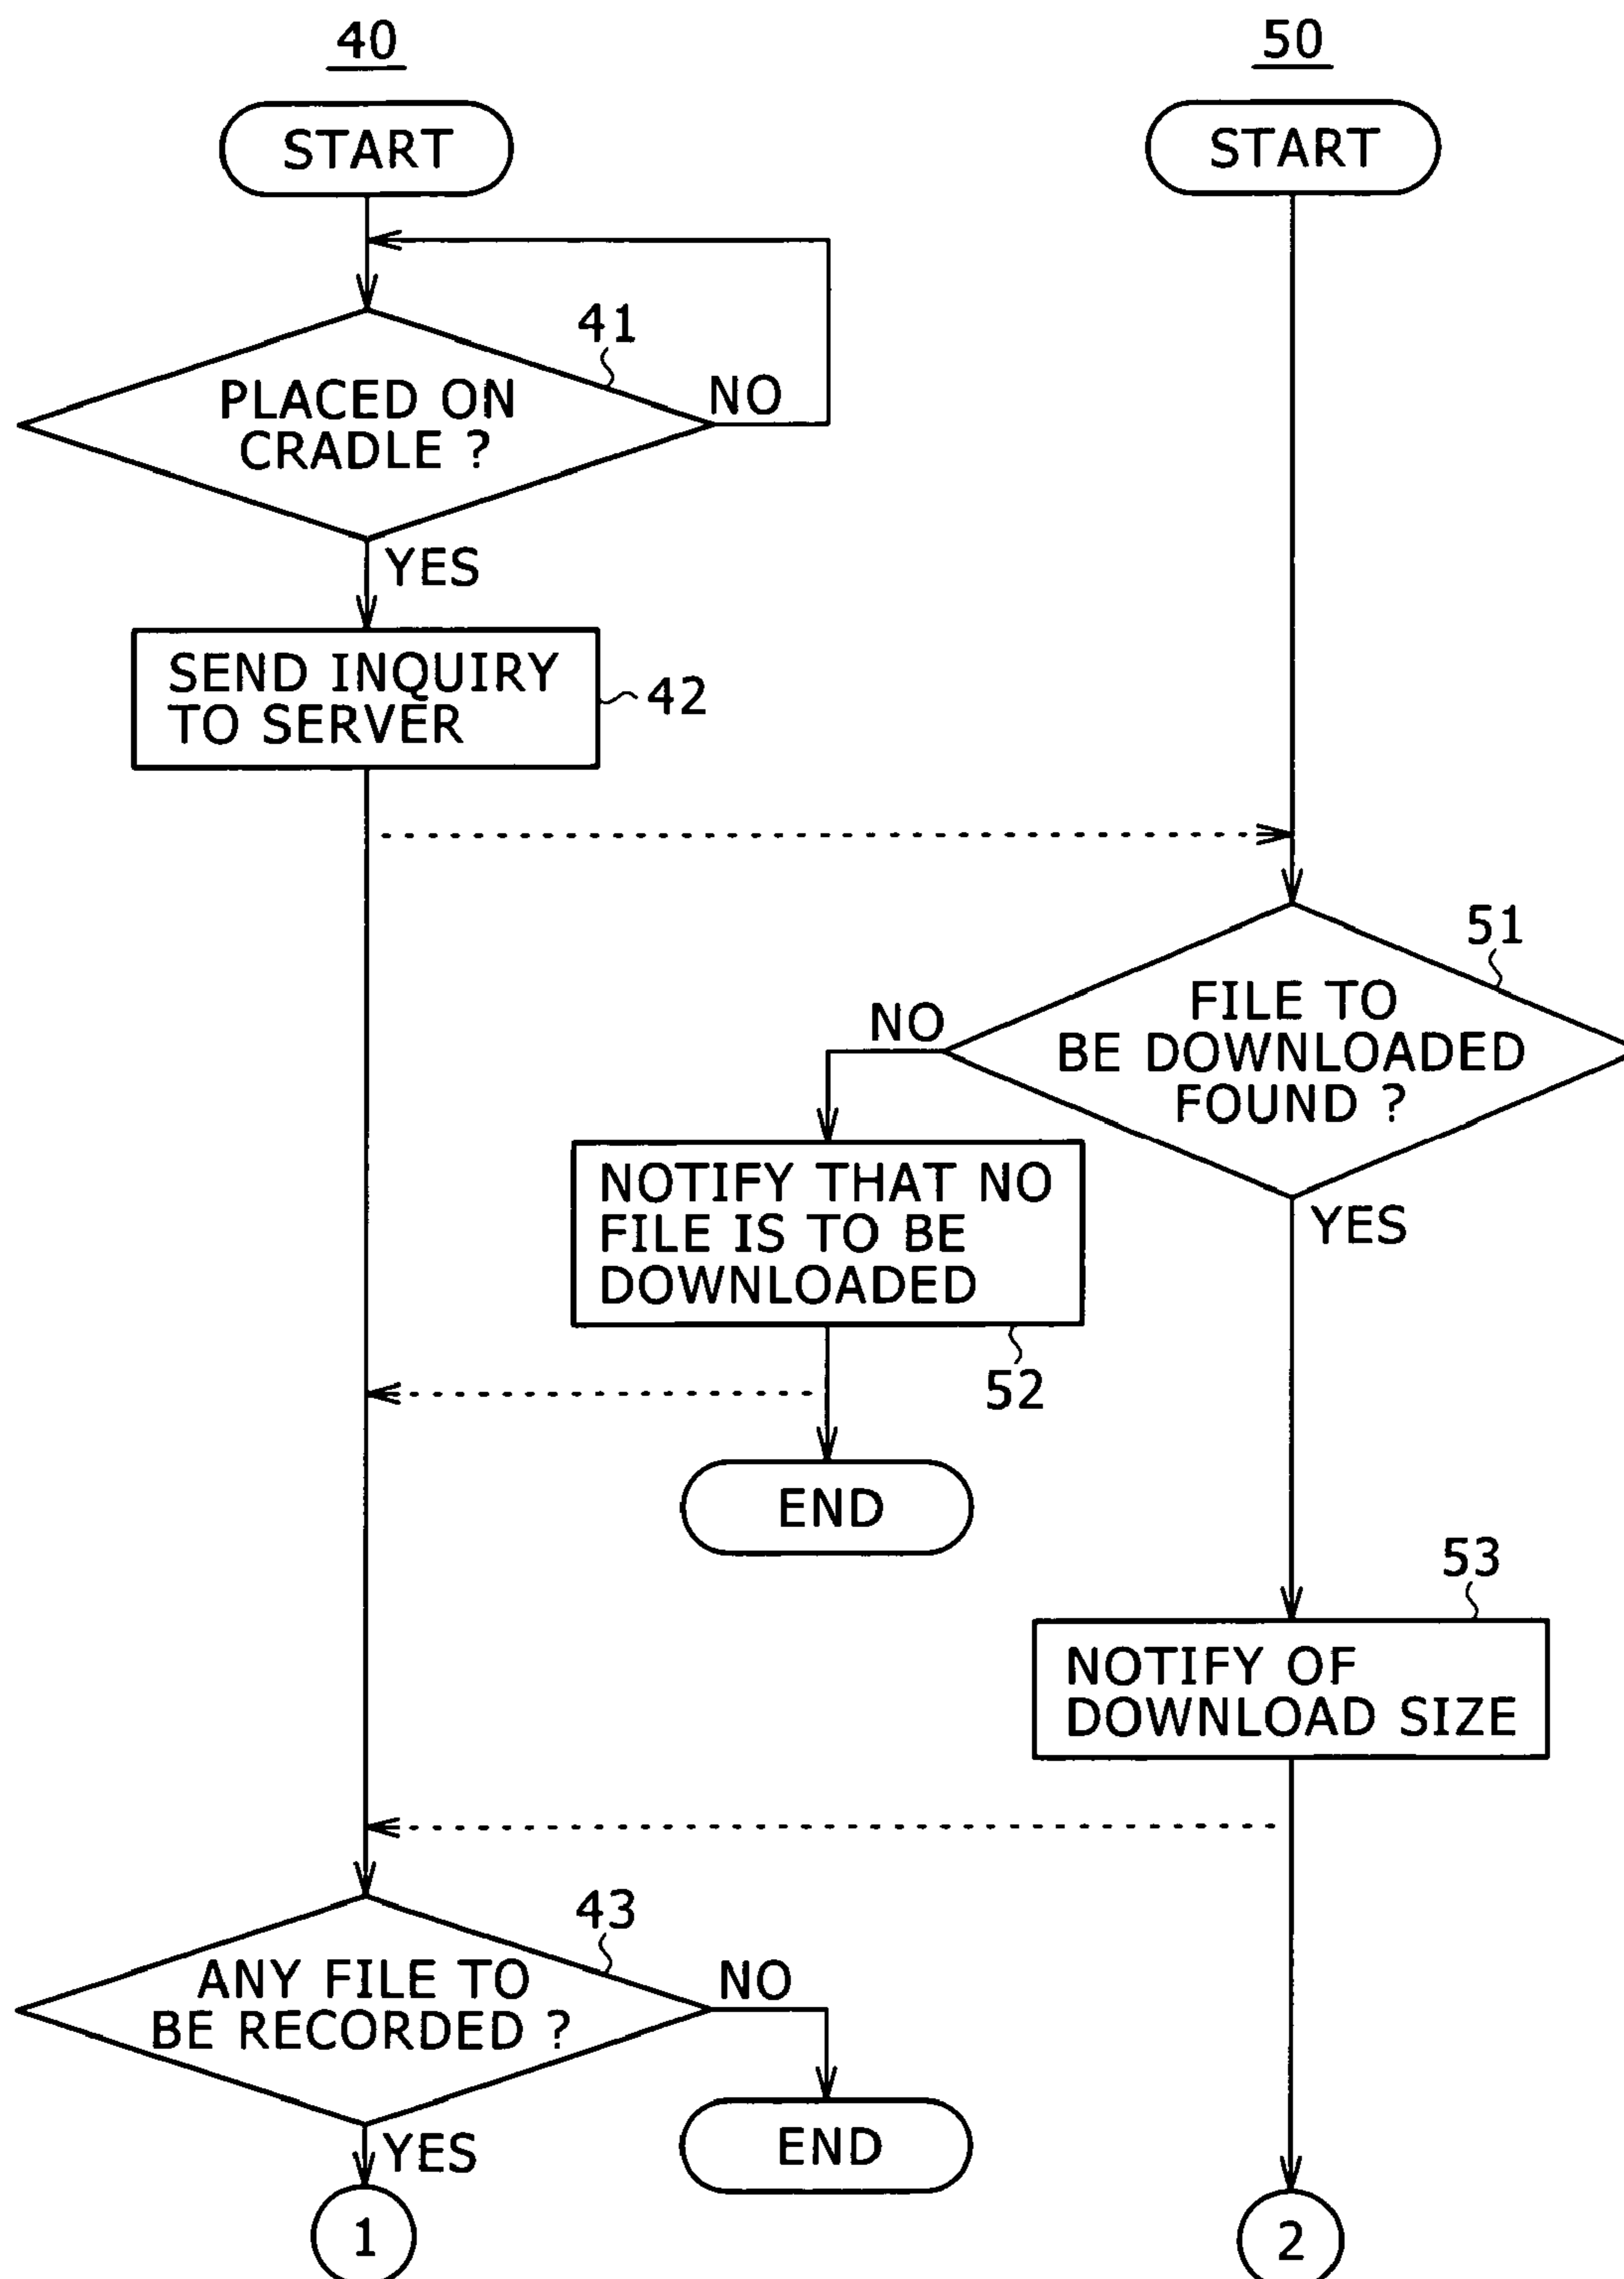 40
50
START
START
41
PLACED ON
CRADLE ?
NO
YES
SEND INQUIRY
TO SERVER
42
51
FILE TO
BE DOWNLOADED
FOUND ?
NO
YES
NOTIFY THAT NO
FILE IS TO BE
DOWNLOADED
52
END
53
NOTIFY OF
DOWNLOAD SIZE
43
ANY FILE TO
BE RECORDED ?
NO
END
YES
1
2